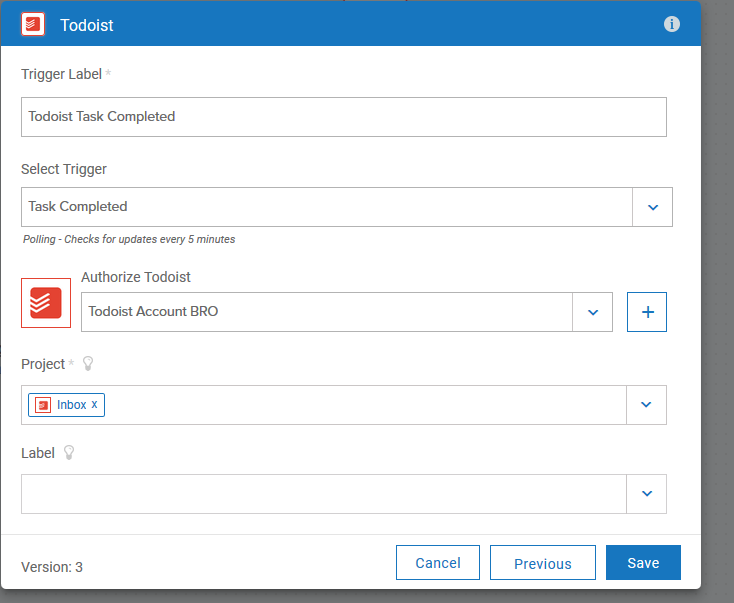 Todoist
Trigger Label *
Todoist Task Completed
Select Trigger
Task Completed
Polling - Checks for updates every 5 minutes
Authorize Todoist
Todoist Account BRO
Project *
Inbox x
Label
Version: 3
Cancel
Previous
Save